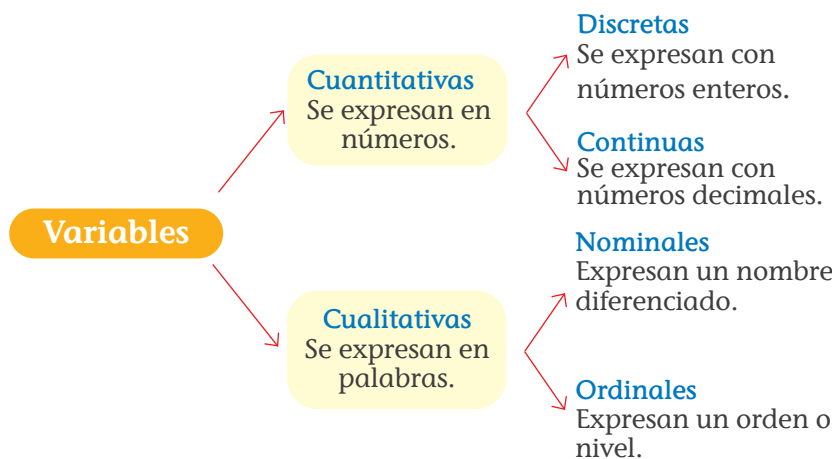 Variables
Cuantitativas
Se expresan en
números.
Discretas
Se expresan con
números enteros.
Continuas
Se expresan con
números decimales.
Cualitativas
Se expresan en
palabras.
Nominales
Expresan un nombre
diferenciado.
Ordinales
Expresan un orden o
nivel.